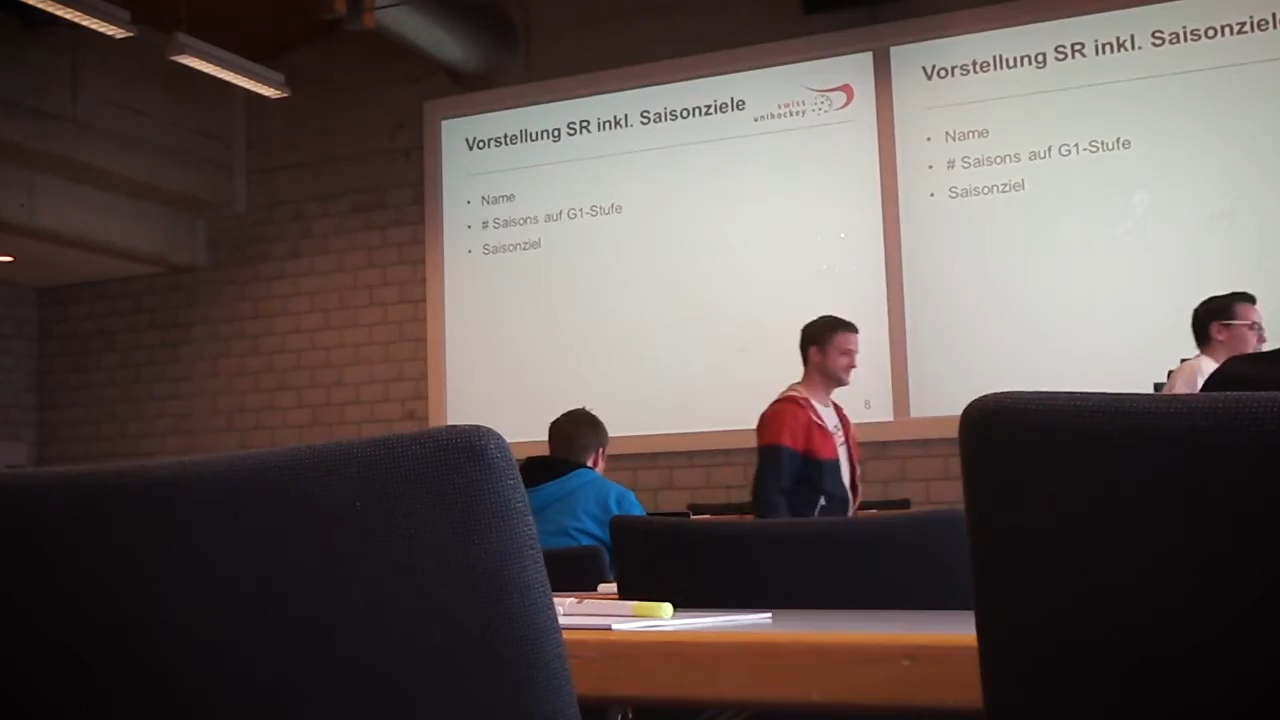 Vorstellung SR inkl. Saisonziele
swiss
unihockey
• Name
• # Saisons auf G1-Stufe
• Saisonziel
8
Vorstellung SR inkl. Saisonziel
• Name
• # Saisons auf G1-Stufe
• Saisonziel